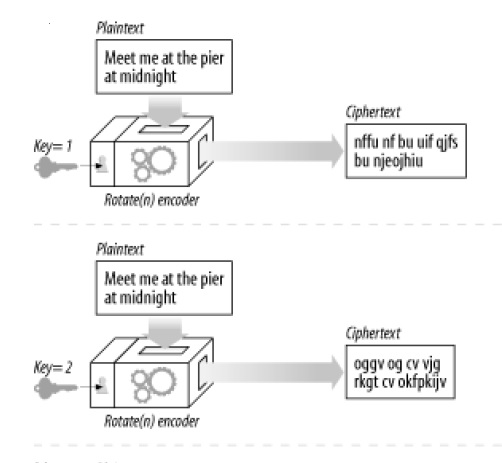 Plaintext
Meet me at the pier
at midnight
Ciphertext
Key= 1
nffu nf bu uif qjfs
bu njeojhiu
Rotate(n) encoder
Plaintext
Meet me at the pier
at midnight
Ciphertext
Key= 2
oggv og cv vjg
rkgt cv okfpkijv
Rotate(n) encoder